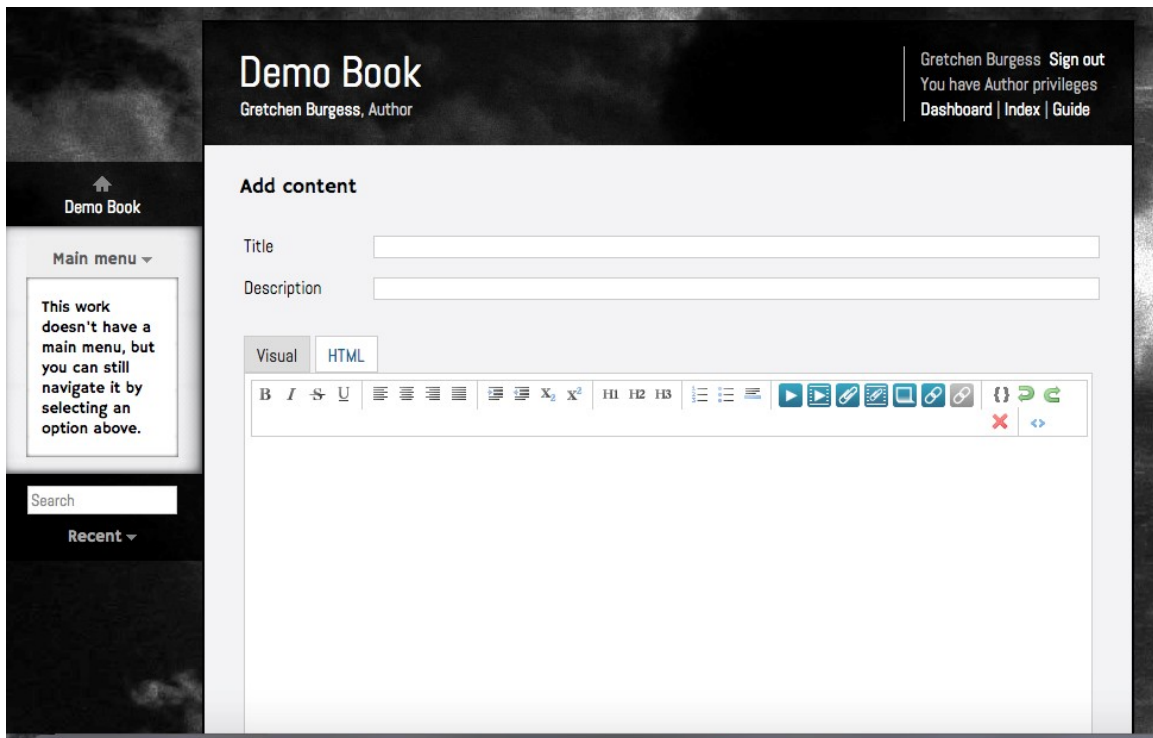 Demo Book
Gretchen Burgess, Author
Gretchen Burgess Sign out
You have Author privileges
Dashboard | Index | Guide
Demo Book
Main menu
This work
doesn't have a
main menu, but
you can still
navigate it by
selecting an
option above.
Search
Recent
Add content
Title
Description
Visual HTML
B I S U X2 X2 H1 H2 H3 {}
<>